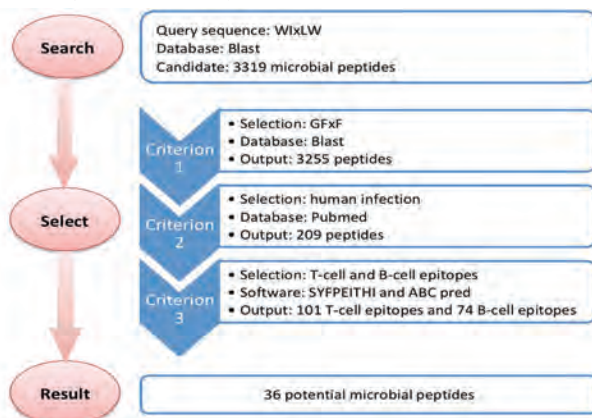 Search
Query sequence: WIxLW
Database: Blast
Candidate: 3319 microbial peptides
Criterion
1
• Selection: GFxF
• Database: Blast
• Output: 3255 peptides
Select
Criterion
2
• Selection: human infection
• Database: Pubmed
• Output: 209 peptides
Criterion
3
• Selection: T-cell and B-cell epitopes
• Software: SYFPEITHI and ABC pred
• Output: 101 T-cell epitopes and 74 B-cell epitopes
Result
36 potential microbial peptides